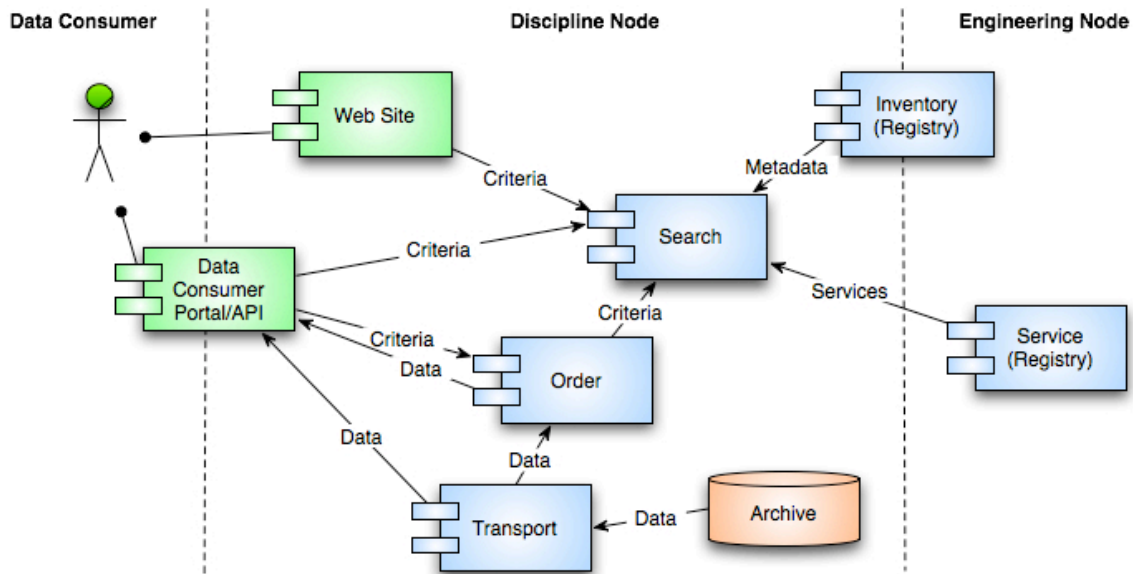 Data Consumer
Discipline Node
Engineering Node
Web Site
Inventory
(Registry)
Criteria
Metadata
Search
Criteria
Data
Consumer
Portal/API
Services
Criteria
Criteria
Data
Service
(Registry)
Order
Data
Data
Transport
Data
Archive